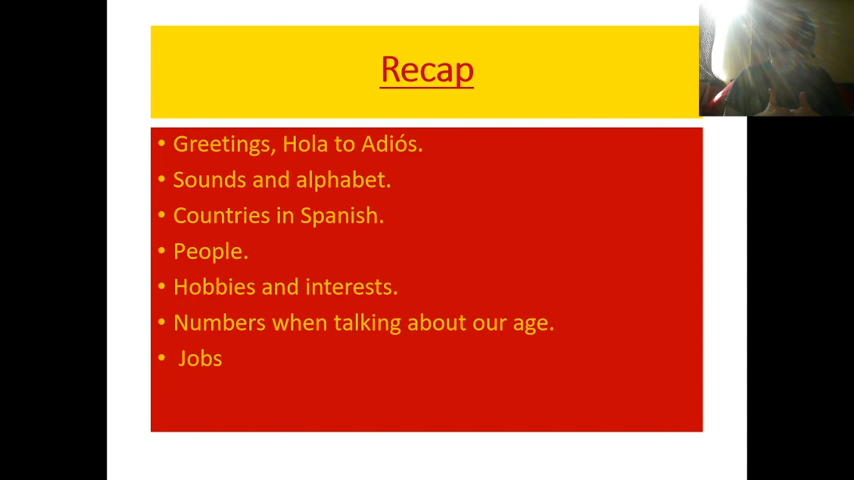 Recap
• Greetings, Hola to Adiós.
• Sounds and alphabet.
• Countries in Spanish.
• People.
• Hobbies and interests.
• Numbers when talking about our age.
• Jobs